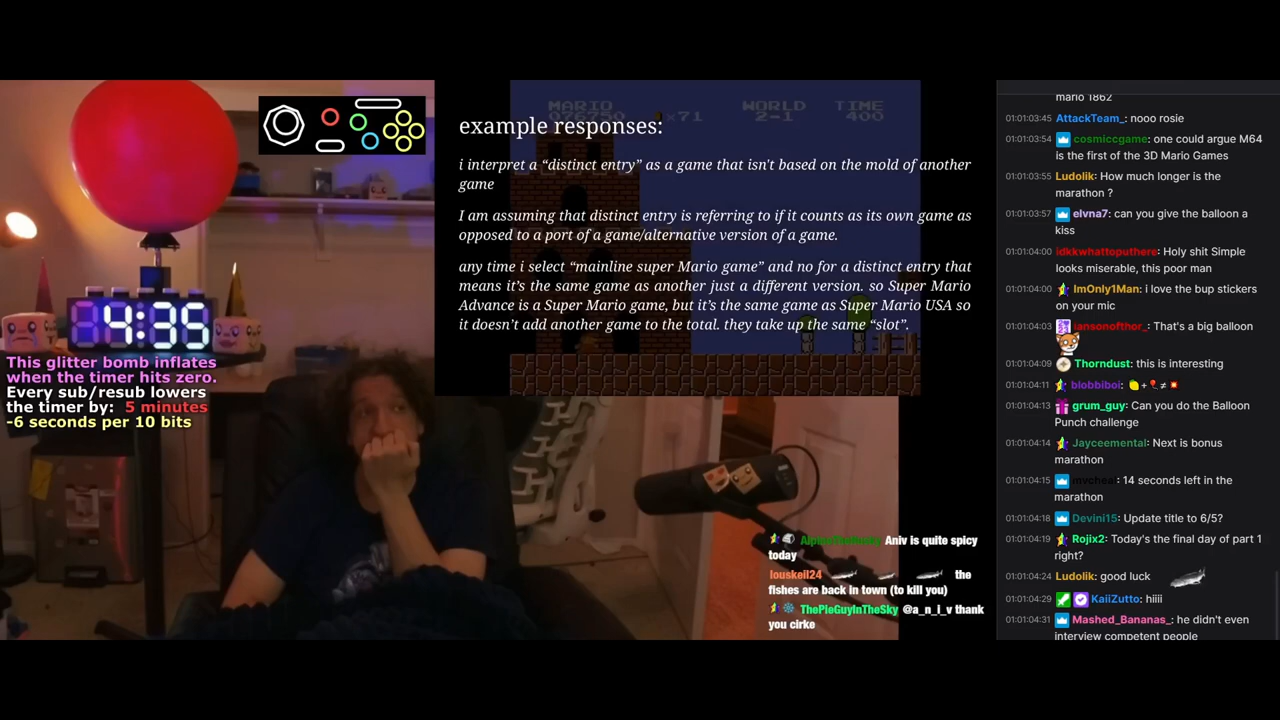 MARIO
076750 x71
WORLD
2-1
TIME
400
example responses:
i interpret a “distinct entry” as a game that isn't based on the mold of another
game
I am assuming that distinct entry is referring to if it counts as its own game as
opposed to a port of a game/alternative version of a game.
any time i select “mainline super Mario game” and no for a distinct entry that
means it’s the same game as another just a different version. so Super Mario
Advance is a Super Mario game, but it’s the same game as Super Mario USA so
it doesn’t add another game to the total. they take up the same “slot”.
4:35
This glitter bomb inflates
when the timer hits zero.
Every sub/resub lowers
the timer by: 5 minutes
-6 seconds per 10 bits
Aniv is quite spicy
today
louskell24 the
fishes are back in town (to kill you)
ThePieGuyInTheSky @a_n_i_v thank
you cirke
mario 1862
01:01:03:45 AttackTeam_: nooo rosie
01:01:03:54 cosmiccgame: one could argue M64
is the first of the 3D Mario Games
01:01:03:55 Ludolik: How much longer is the
marathon ?
01:01:03:57 elvna7: can you give the balloon a
kiss
01:01:04:00 idkkwhattoputhere: Holy shit Simple
looks miserable, this poor man
01:01:04:00 ImOnly1Man: i love the bup stickers
on your mic
01:01:04:03 iansonofthor_: That's a big balloon
01:01:04:09 Thorndust: this is interesting
01:01:04:11 blobbiboi: + ≠
01:01:04:13 grum_guy: Can you do the Balloon
Punch challenge
01:01:04:14 Jayceemental: Next is bonus
marathon
01:01:04:15 : 14 seconds left in the
marathon
01:01:04:18 Devini15: Update title to 6/5?
01:01:04:19 Rojix2: Today's the final day of part 1
right?
01:01:04:24 Ludolik: good luck
01:01:04:29 KaiiZutto: hiiii
01:01:04:31 Mashed_Bananas_: he didn't even
interview competent people